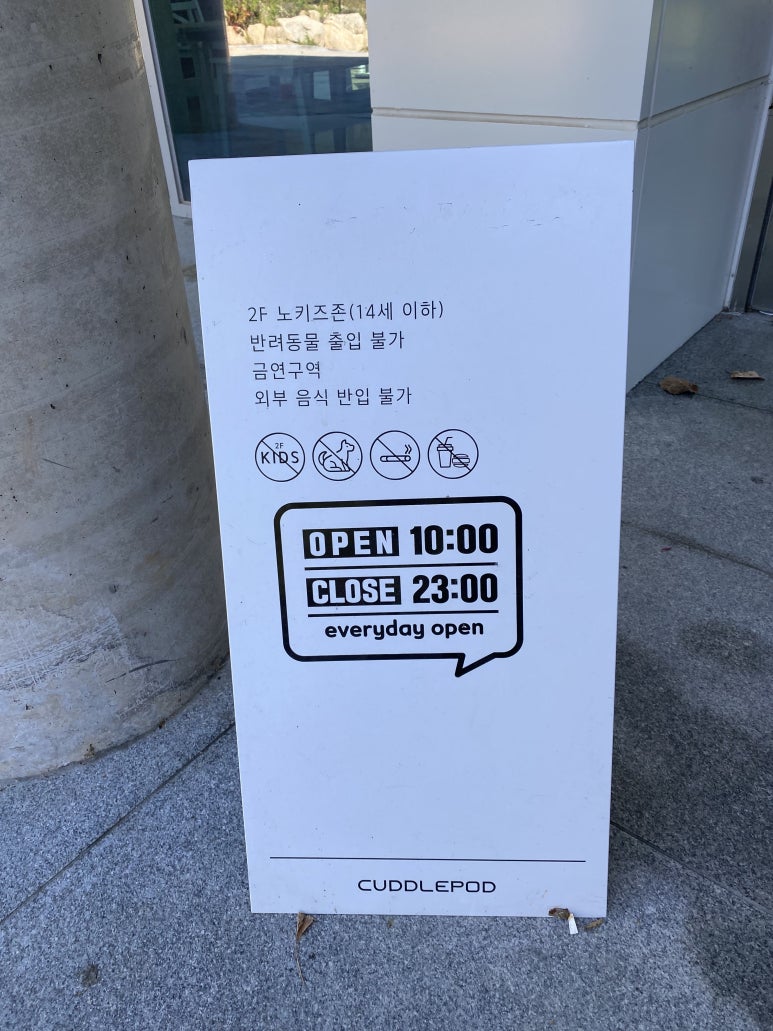 2F 노키즈존(14세 이하)
반려동물 출입 불가
금연구역
외부 음식 반입 불가
2F
KIDS
OPEN 10:00
CLOSE 23:00
everyday open
CUDDLEPOD